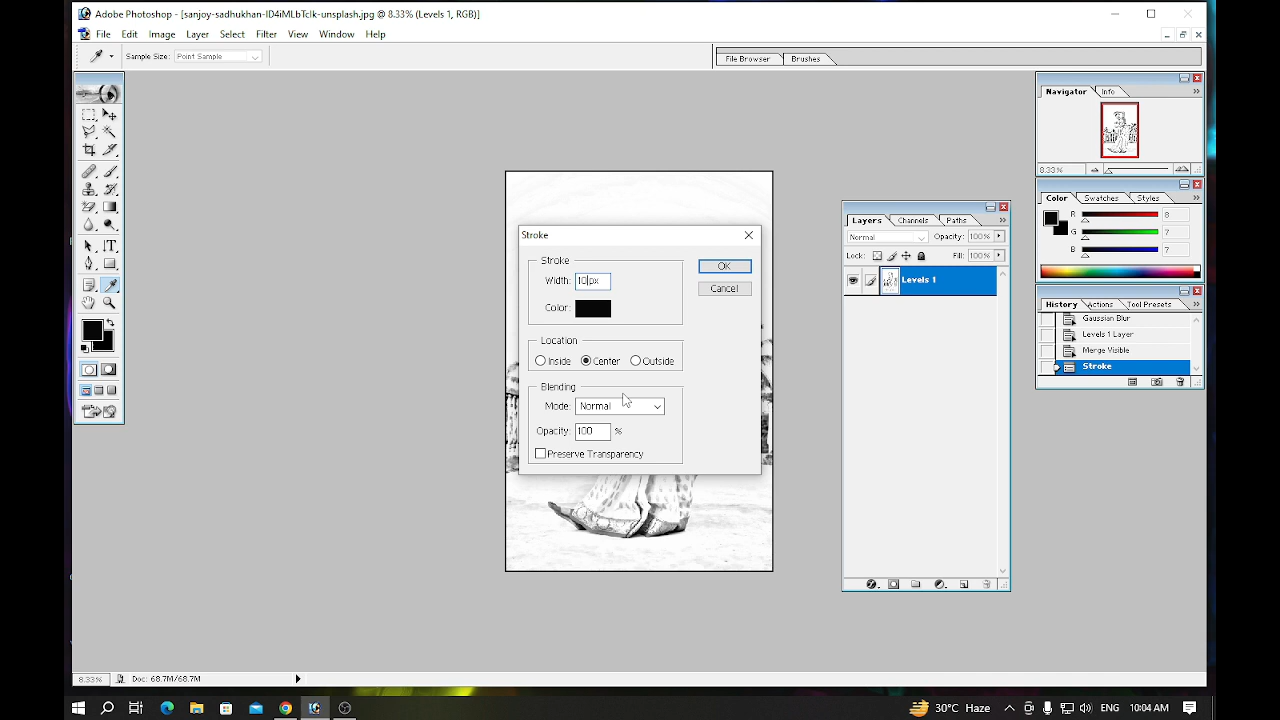 Adobe Photoshop - [sanjoy-sadhukhan-ID4iMLbTcIk-unsplash.jpg @ 8.33% (Levels 1, RGB)]
File Edit Image Layer Select Filter View Window Help
Sample Size: Point Sample
File Browser Brushes
Navigator Info
8.33%
Color Swatches Styles
R 8
G 7
B 7
Layers Channels Paths
Normal Opacity: 100%
Lock: Fill: 100%
Levels 1
History Actions Tool Presets
Gaussian Blur
Levels 1 Layer
Merge Visible
Stroke
Stroke
Stroke
Width: 10 px
Color:
OK
Cancel
Location
Inside Center Outside
Blending
Mode: Normal
Opacity: 100 %
Preserve Transparency
8.33% Doc: 68.7M/68.7M
30°C Haze ENG 10:04 AM